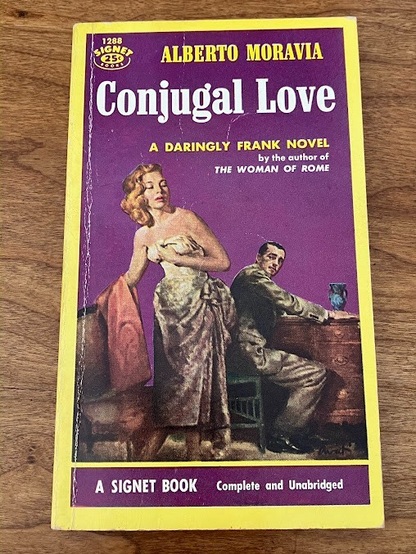 1288
SIGNET
25¢
BOOKS
ALBERTO MORAVIA
Conjugal Love
A DARINGLY FRANK NOVEL
by the author of
THE WOMAN OF ROME
A SIGNET BOOK Complete and Unabridged